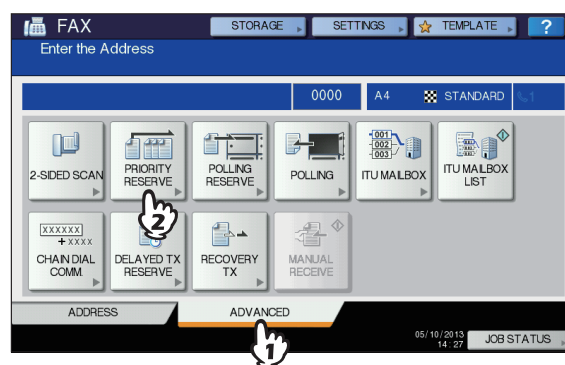 FAX
STORAGE
SETTINGS
TEMPLATE
?
Enter the Address
0000
A4
STANDARD
1
2-SIDED SCAN
PRIORITY
RESERVE
POLLING
RESERVE
POLLING
001
002
003
ITU MAILBOX
ITU MAILBOX
LIST
2
XXXXXX
+XXXX
CHAIN DIAL
COMM.
DELAYED TX
RESERVE
RECOVERY
TX
MANUAL
RECEIVE
ADDRESS
ADVANCED
1
05/10/2013
14:27
JOB STATUS